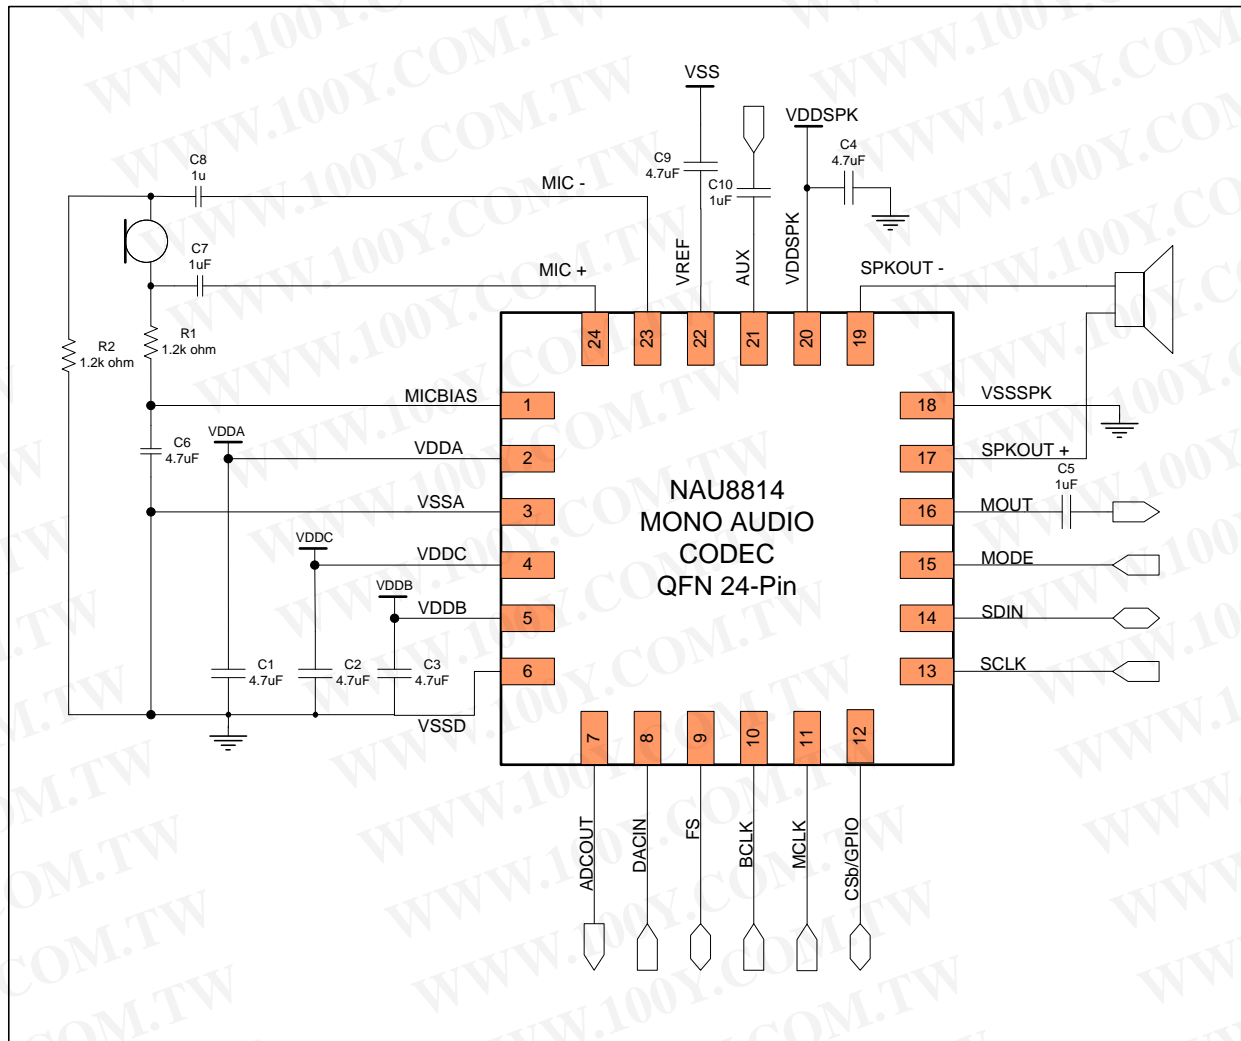 VSS
VDDSPK
C9
4.7uF
C10
1uF
C4
4.7uF
C8
1u
MIC -
C7
1uF
MIC +
VREF
AUX
VDDSPK
SPKOUT -
R2
1.2k ohm
R1
1.2k ohm
24
23
22
21
20
19
MICBIAS
1
18
VSSSPK
VDDA
C6
4.7uF
VDDA
2
17
SPKOUT +
C5
1uF
VSSA
3
16
MOUT
VDDC
VDDC
4
15
MODE
VDDB
VDDB
5
14
SDIN
6
13
SCLK
NAU8814
MONO AUDIO
CODEC
QFN 24-Pin
C1
4.7uF
C2
4.7uF
C3
4.7uF
VSSD
7
8
9
10
11
12
ADCOUT
DACIN
FS
BCLK
MCLK
CSb/GPIO
WWW.100Y.COM.TW